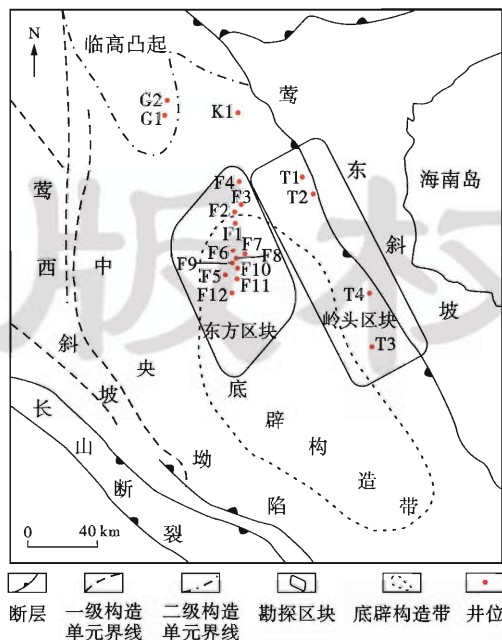 N
临高凸起
G2
G1
K1
莺
东
斜
坡
海南岛
T1
T2
T4
T3
岭头区块
F4
F3
F2
F1
F6
F7
F8
F9
F10
F5
F11
F12
东方区块
莺
西
斜
坡
中
央
坳
陷
底
辟
构
造
带
长
山
断
裂
0 40 km
断层
一级构造
单元界线
二级构造
单元界线
勘探区块
底辟构造带
井位
版权